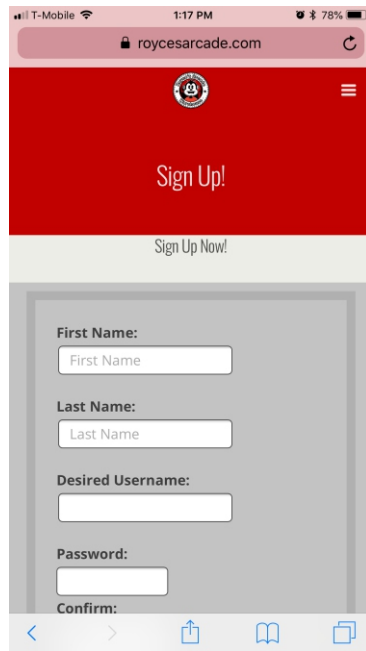 T-Mobile 1:17 PM 78%
roycesarcade.com
Sign Up!
Sign Up Now!
First Name:
First Name
Last Name:
Last Name
Desired Username:
Password:
Confirm: